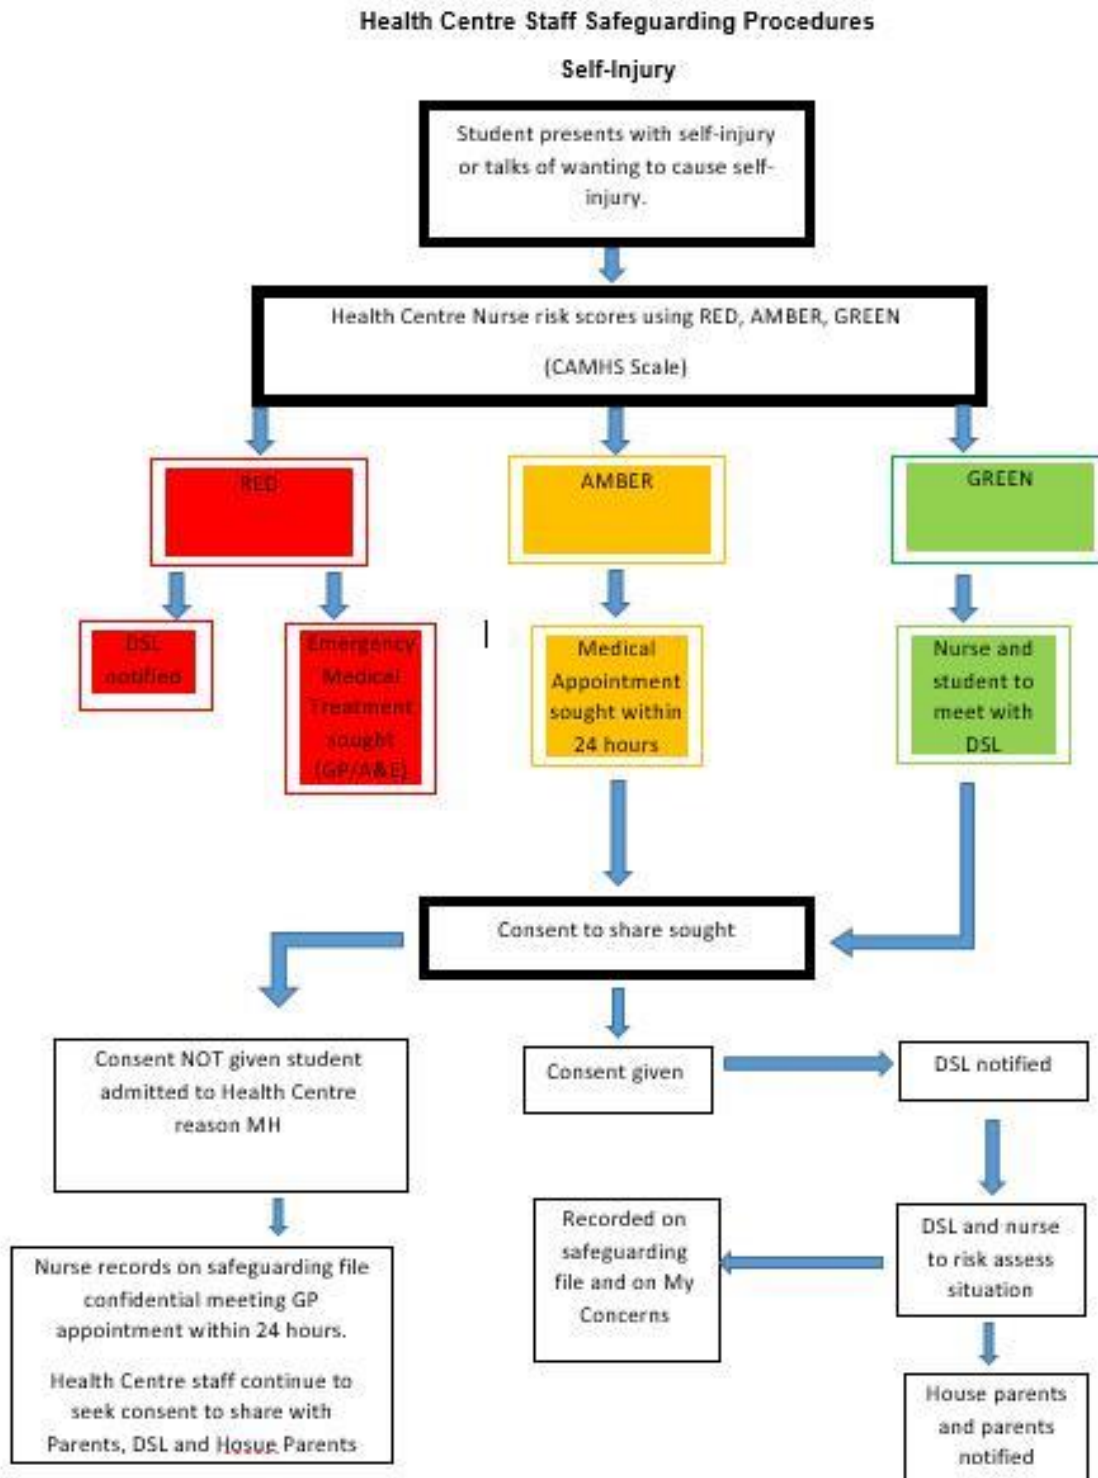 Health Centre Staff Safeguarding Procedures
Self-Injury
Student presents with self-injury
or talks of wanting to cause self-
injury.
Health Centre Nurse risk scores using RED, AMBER, GREEN
(CAMHS Scale)
RED
AMBER
GREEN
DSL
notified
Emergency
Medical
Treatment
sought
(GP/A&E)
Medical
Appointment
sought within
24 hours
Nurse and
student to
meet with
DSL
Consent to share sought
Consent NOT given student
admitted to Health Centre
reason MH
Consent given
DSL notified
Nurse records on safeguarding file
confidential meeting GP
appointment within 24 hours.
Health Centre staff continue to
seek consent to share with
Parents, DSL and Hosue Parents
Recorded on
safeguarding
file and on My
Concerns
DSL and nurse
to risk assess
situation
House parents
and parents
notified